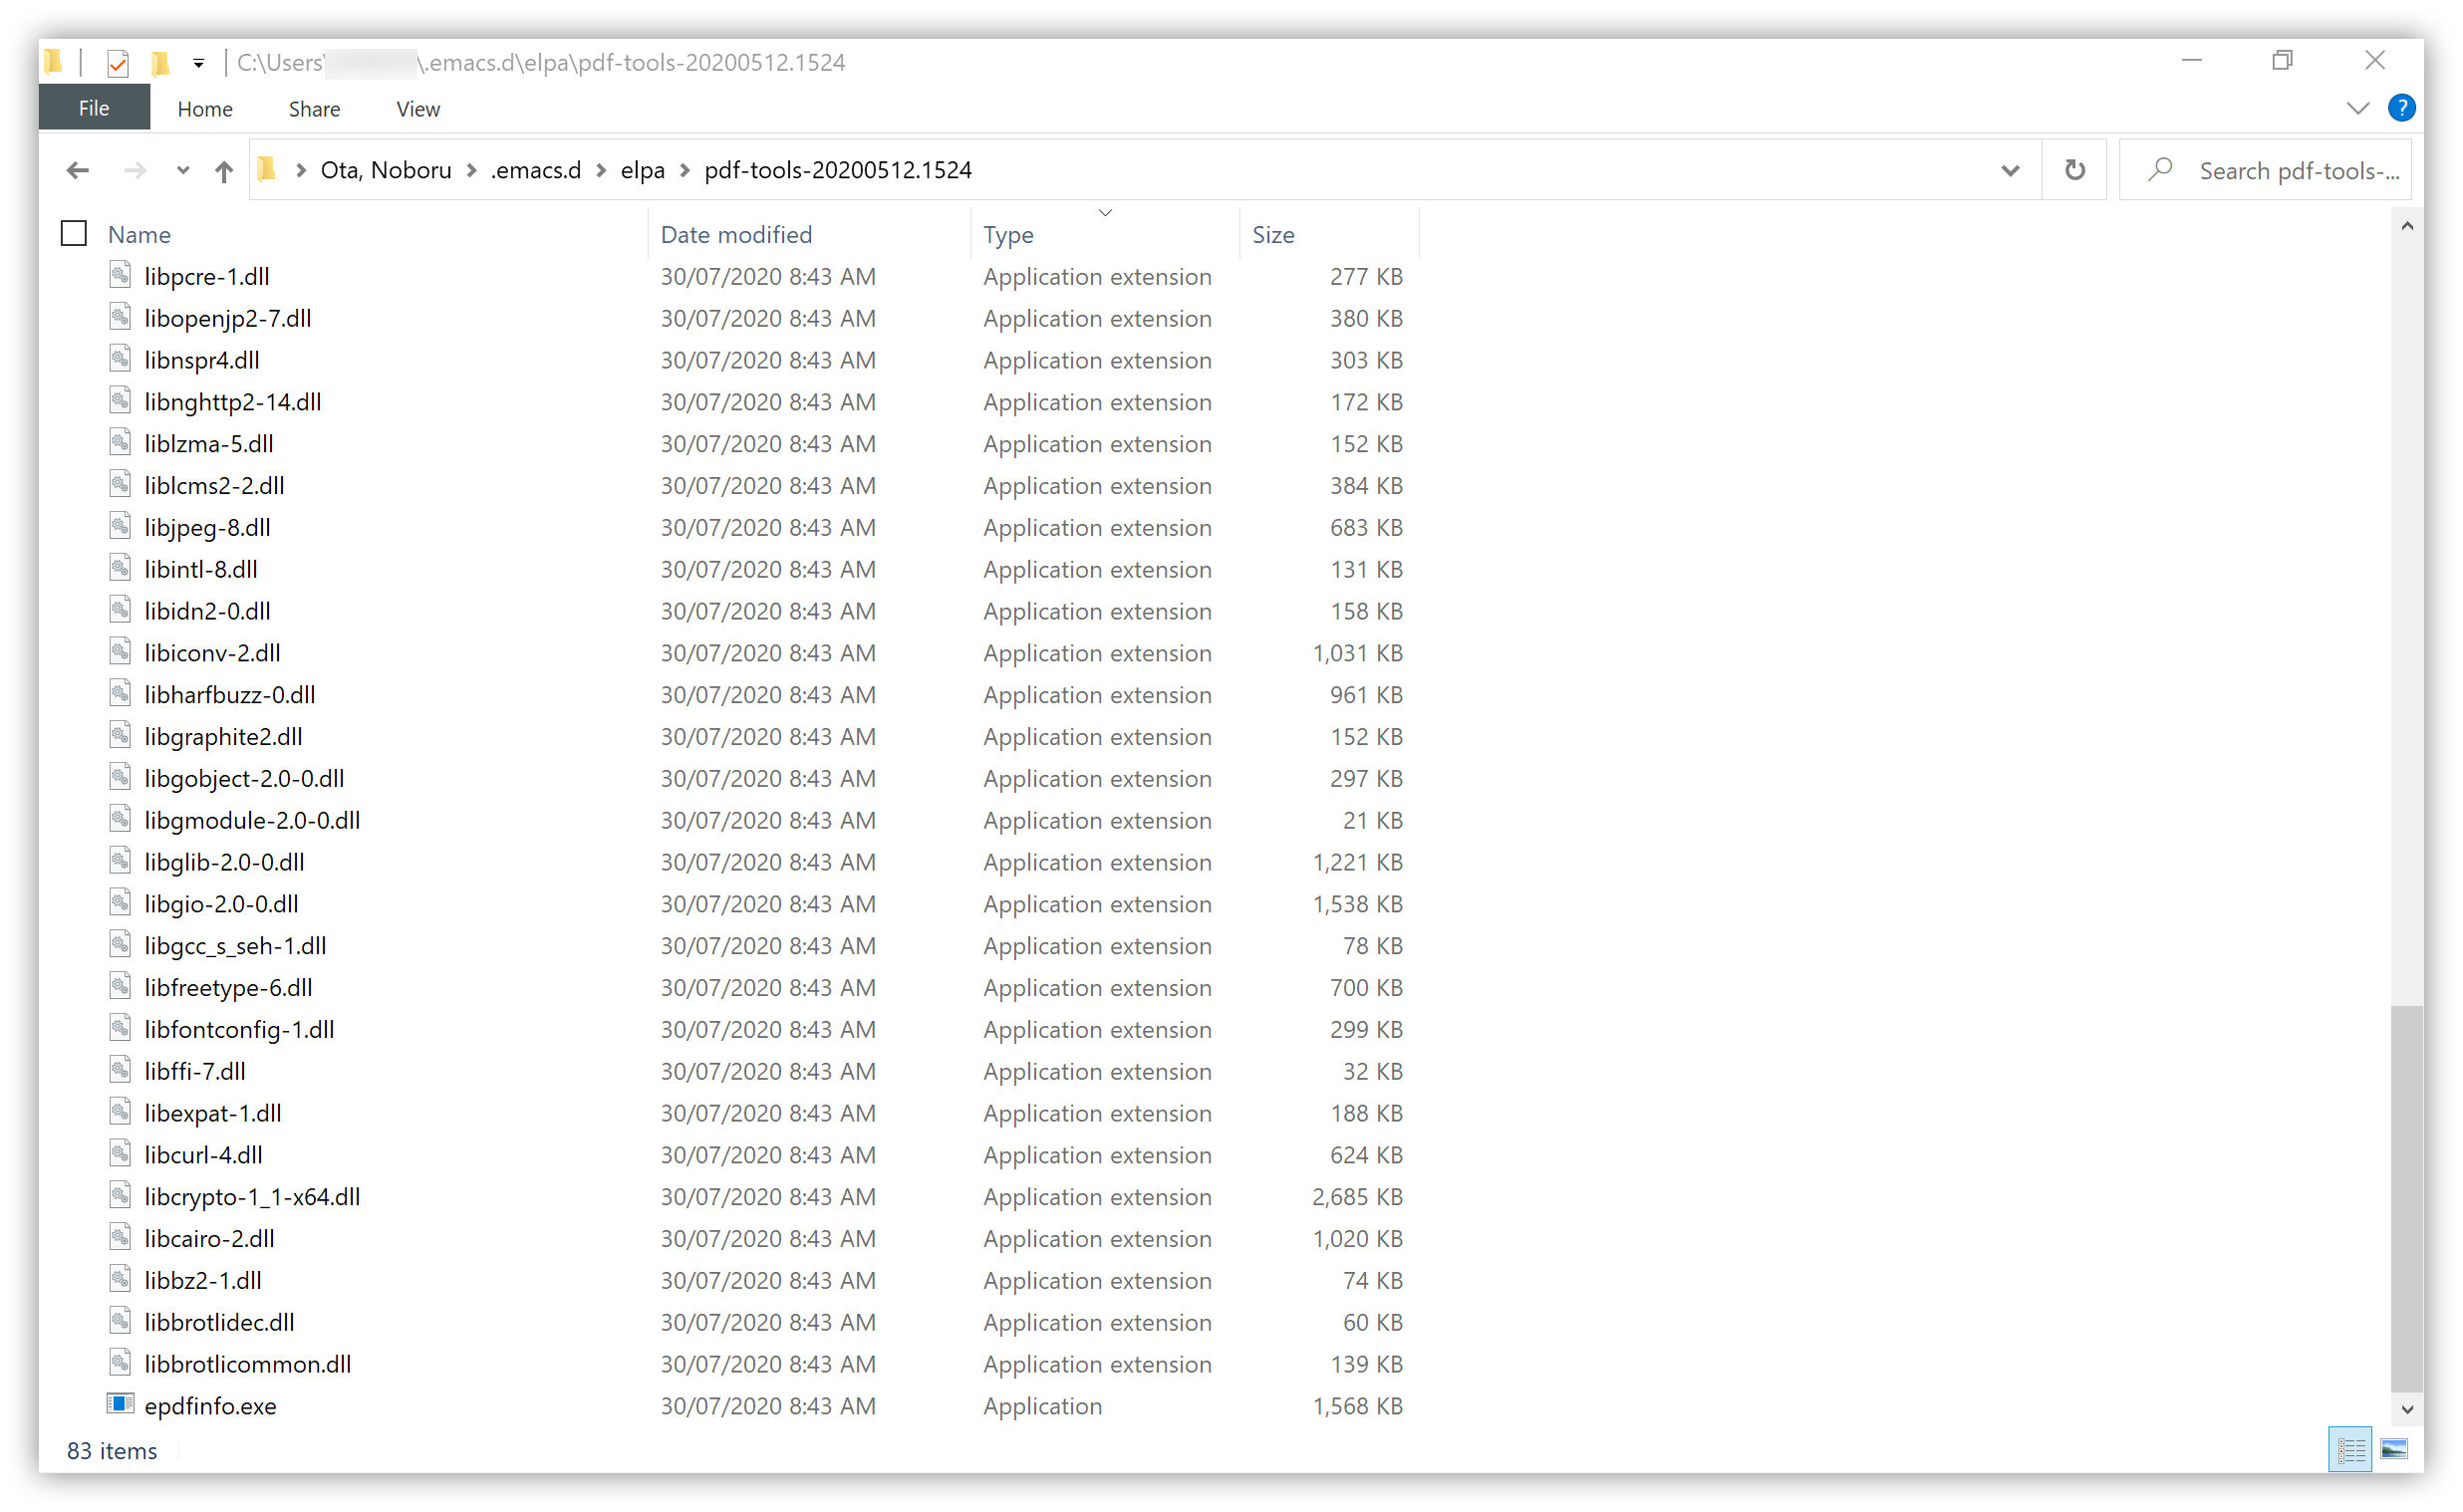 C:\Users\ \.emacs.d\elpa\pdf-tools-20200512.1524
File Home Share View ?
Ota, Noboru > .emacs.d > elpa > pdf-tools-20200512.1524 Search pdf-tools-...
Name Date modified Type Size
libpcre-1.dll 30/07/2020 8:43 AM Application extension 277 KB
libopenjp2-7.dll 30/07/2020 8:43 AM Application extension 380 KB
libnspr4.dll 30/07/2020 8:43 AM Application extension 303 KB
libnghttp2-14.dll 30/07/2020 8:43 AM Application extension 172 KB
liblzma-5.dll 30/07/2020 8:43 AM Application extension 152 KB
liblcms2-2.dll 30/07/2020 8:43 AM Application extension 384 KB
libjpeg-8.dll 30/07/2020 8:43 AM Application extension 683 KB
libintl-8.dll 30/07/2020 8:43 AM Application extension 131 KB
libidn2-0.dll 30/07/2020 8:43 AM Application extension 158 KB
libiconv-2.dll 30/07/2020 8:43 AM Application extension 1,031 KB
libharfbuzz-0.dll 30/07/2020 8:43 AM Application extension 961 KB
libgraphite2.dll 30/07/2020 8:43 AM Application extension 152 KB
libgobject-2.0-0.dll 30/07/2020 8:43 AM Application extension 297 KB
libgmodule-2.0-0.dll 30/07/2020 8:43 AM Application extension 21 KB
libglib-2.0-0.dll 30/07/2020 8:43 AM Application extension 1,221 KB
libgio-2.0-0.dll 30/07/2020 8:43 AM Application extension 1,538 KB
libgcc_s_seh-1.dll 30/07/2020 8:43 AM Application extension 78 KB
libfreetype-6.dll 30/07/2020 8:43 AM Application extension 700 KB
libfontconfig-1.dll 30/07/2020 8:43 AM Application extension 299 KB
libffi-7.dll 30/07/2020 8:43 AM Application extension 32 KB
libexpat-1.dll 30/07/2020 8:43 AM Application extension 188 KB
libcurl-4.dll 30/07/2020 8:43 AM Application extension 624 KB
libcrypto-1_1-x64.dll 30/07/2020 8:43 AM Application extension 2,685 KB
libcairo-2.dll 30/07/2020 8:43 AM Application extension 1,020 KB
libbz2-1.dll 30/07/2020 8:43 AM Application extension 74 KB
libbrotlidec.dll 30/07/2020 8:43 AM Application extension 60 KB
libbrotlicommon.dll 30/07/2020 8:43 AM Application extension 139 KB
epdfinfo.exe 30/07/2020 8:43 AM Application 1,568 KB
83 items